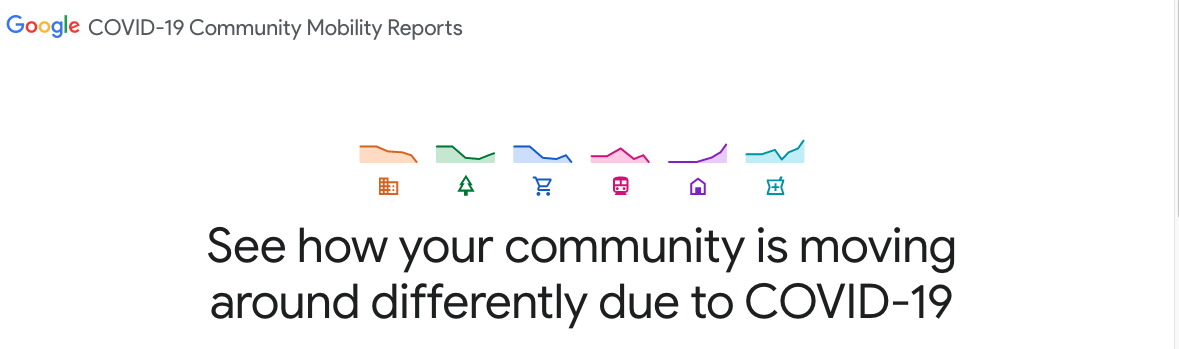 Google COVID-19 Community Mobility Reports
See how your community is moving
around differently due to COVID-19